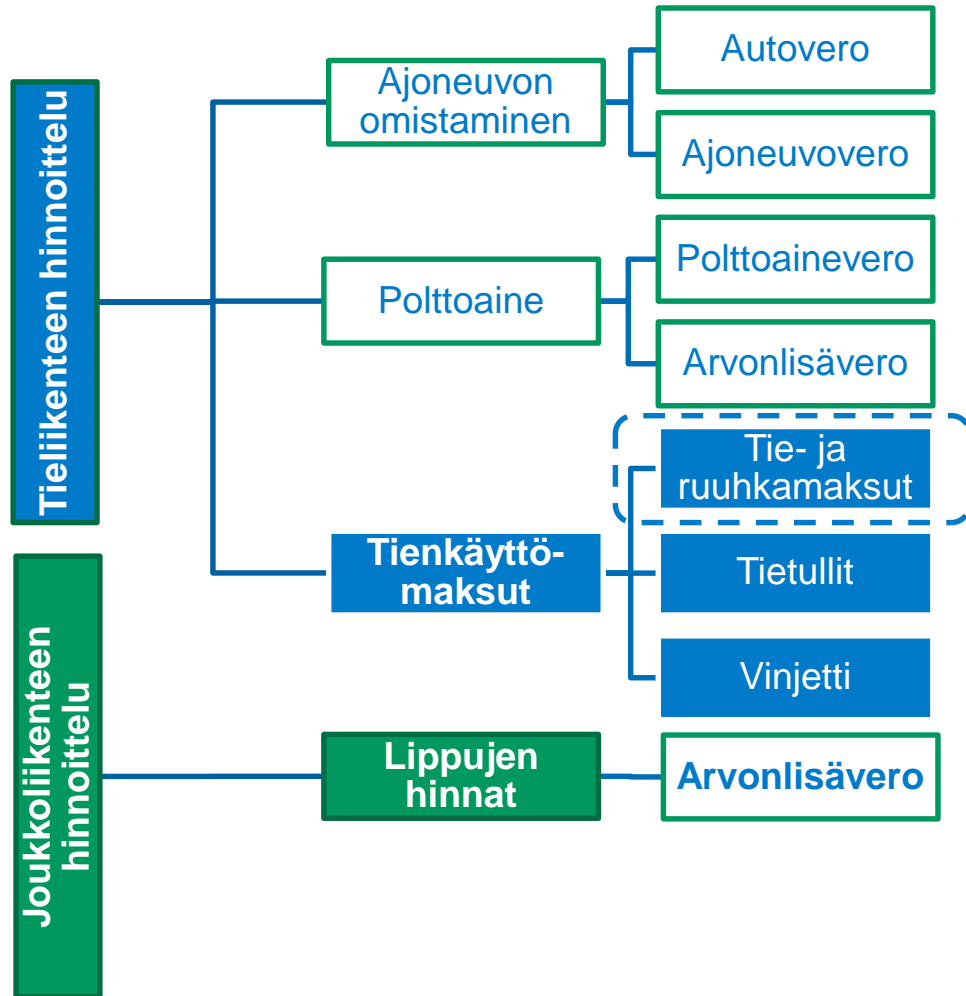 Tieliikenteen hinnoittelu
Ajoneuvon
omistaminen
Autovero
Ajoneuvovero
Polttoaine
Polttoainevero
Arvonlisävero
Tienkäyttö-
maksut
Tie- ja
ruuhkamaksut
Tietullit
Vinjetti
Joukkoliikenteen
hinnoittelu
Lippujen
hinnat
Arvonlisävero